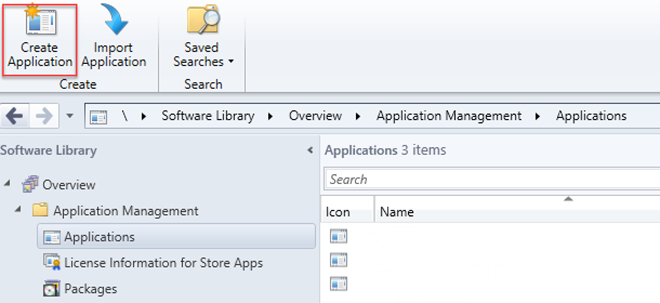 Create Application
Import Application
Saved Searches
Create
Search
\ Software Library Overview Application Management Applications
Software Library
Applications 3 items
Overview
Search
Application Management
Icon Name
Applications
License Information for Store Apps
Packages